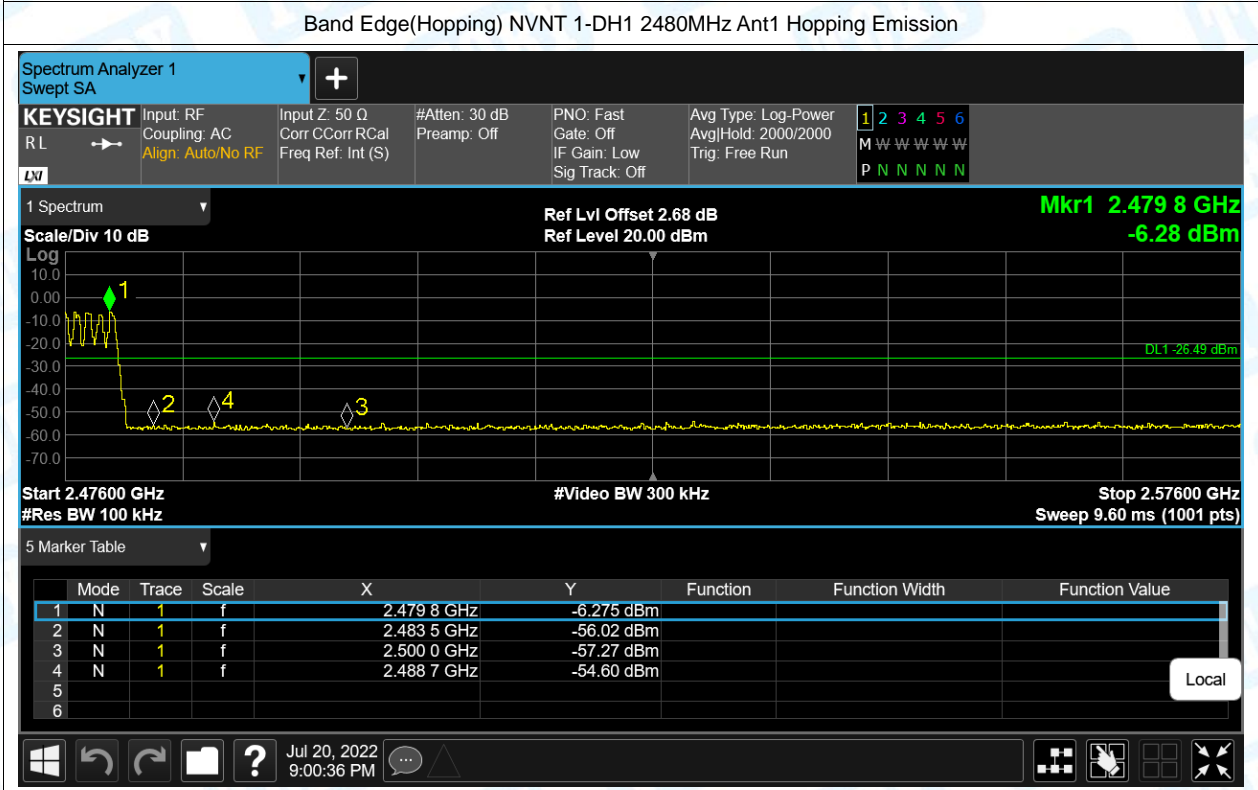 Band Edge(Hopping) NVNT 1-DH1 2480MHz Ant1 Hopping Emission
Spectrum Analyzer 1
Swept SA
KEYSIGHT
RL
LXI
Input: RF
Coupling: AC
Align: Auto/No RF
Input Z: 50 Ω
Corr CCorr RCal
Freq Ref: Int (S)
#Atten: 30 dB
Preamp: Off
PNO: Fast
Gate: Off
IF Gain: Low
Sig Track: Off
Avg Type: Log-Power
Avg|Hold: 2000/2000
Trig: Free Run
1 2 3 4 5 6
M W W W W W
P N N N N N
1 Spectrum
Scale/Div 10 dB
Ref Lvl Offset 2.68 dB
Ref Level 20.00 dBm
Mkr1 2.479 8 GHz
-6.28 dBm
Log
10.0
0.00
-10.0
-20.0
-30.0
-40.0
-50.0
-60.0
-70.0
1
2
4
3
DL1 -26.49 dBm
Start 2.47600 GHz
#Video BW 300 kHz
Stop 2.57600 GHz
#Res BW 100 kHz
Sweep 9.60 ms (1001 pts)
5 Marker Table
Mode Trace Scale X Y Function Function Width Function Value
1 N 1 f 2.479 8 GHz -6.275 dBm
2 N 1 f 2.483 5 GHz -56.02 dBm
3 N 1 f 2.500 0 GHz -57.27 dBm
4 N 1 f 2.488 7 GHz -54.60 dBm
5
6
Local
?
Jul 20, 2022
9:00:36 PM